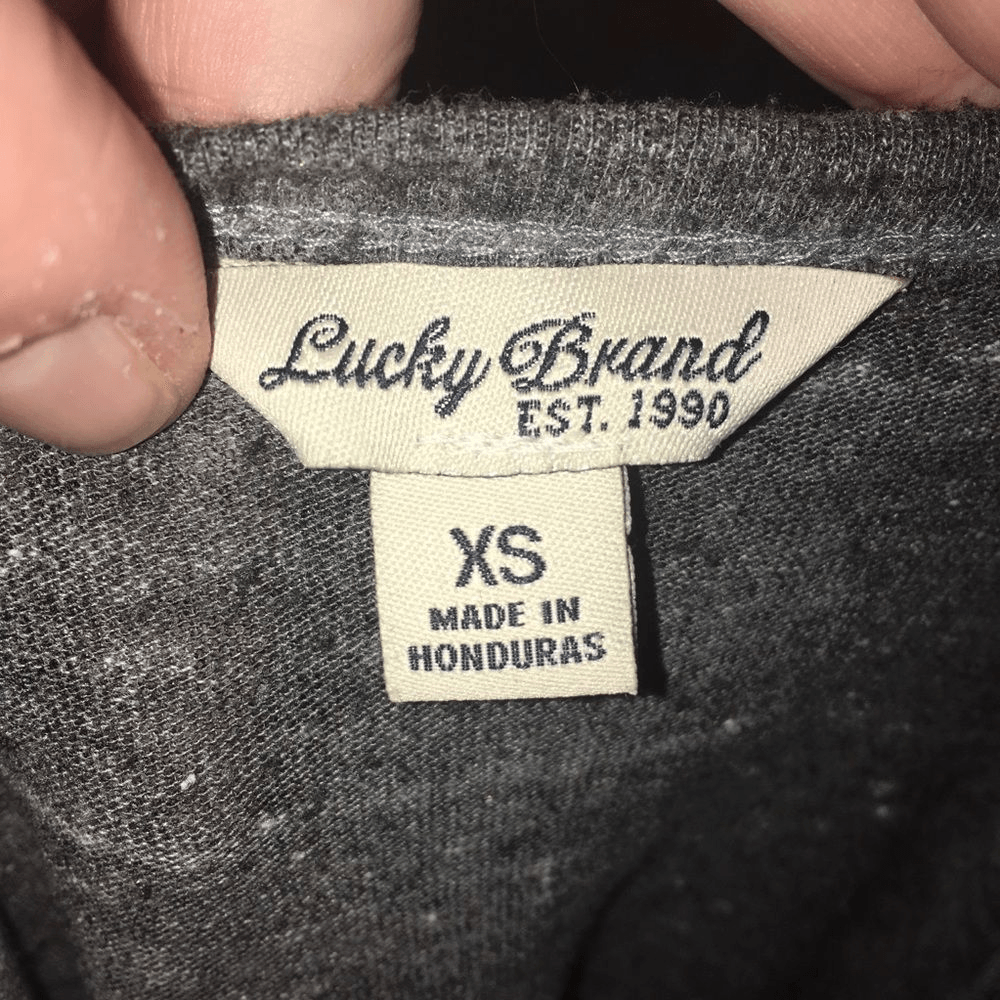 Lucky Brand
EST. 1990
XS
MADE IN
HONDURAS